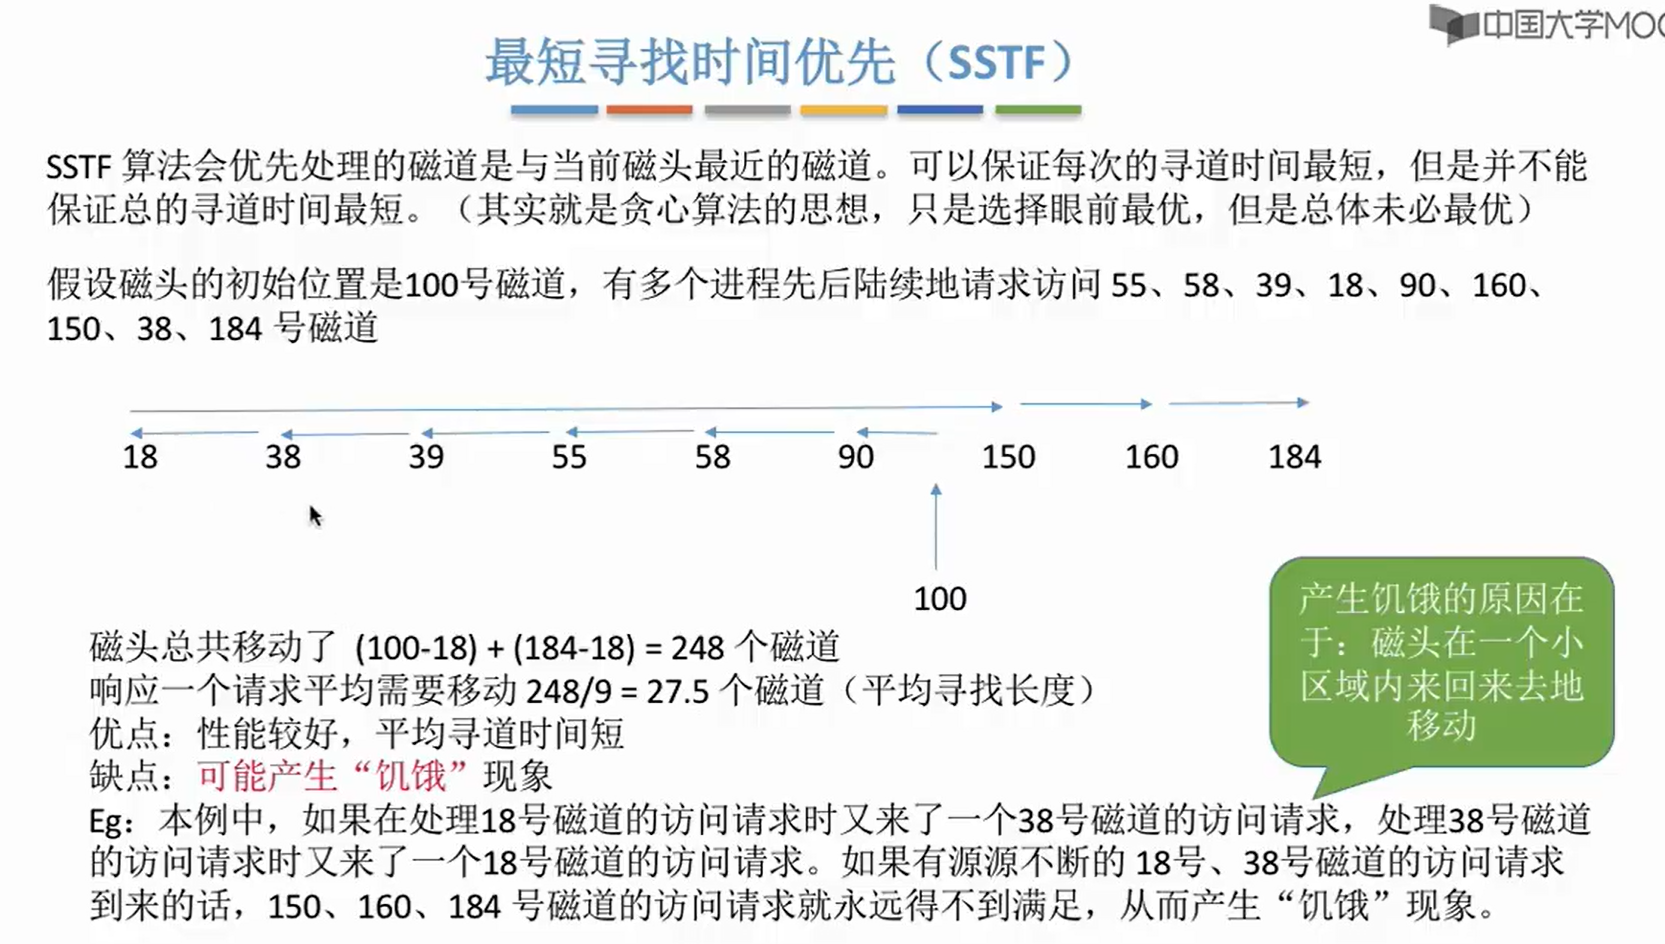 中国大学MOO
最短寻找时间优先（SSTF）
SSTF 算法会优先处理的磁道是与当前磁头最近的磁道。可以保证每次的寻道时间最短，但是并不能
保证总的寻道时间最短。（其实就是贪心算法的思想，只是选择眼前最优，但是总体未必最优）
假设磁头的初始位置是100号磁道，有多个进程先后陆续地请求访问 55、58、39、18、90、160、
150、38、184 号磁道
18 38 39 55 58 90 150 160 184
100
产生饥饿的原因在
于：磁头在一个小
区域内来回来去地
移动
磁头总共移动了 (100-18) + (184-18) = 248 个磁道
响应一个请求平均需要移动 248/9 = 27.5 个磁道（平均寻找长度）
优点：性能较好，平均寻道时间短
缺点：可能产生“饥饿”现象
Eg：本例中，如果在处理18号磁道的访问请求时又来了一个38号磁道的访问请求，处理38号磁道
的访问请求时又来了一个18号磁道的访问请求。如果有源源不断的 18号、38号磁道的访问请求
到来的话，150、160、184 号磁道的访问请求就永远得不到满足，从而产生“饥饿”现象。